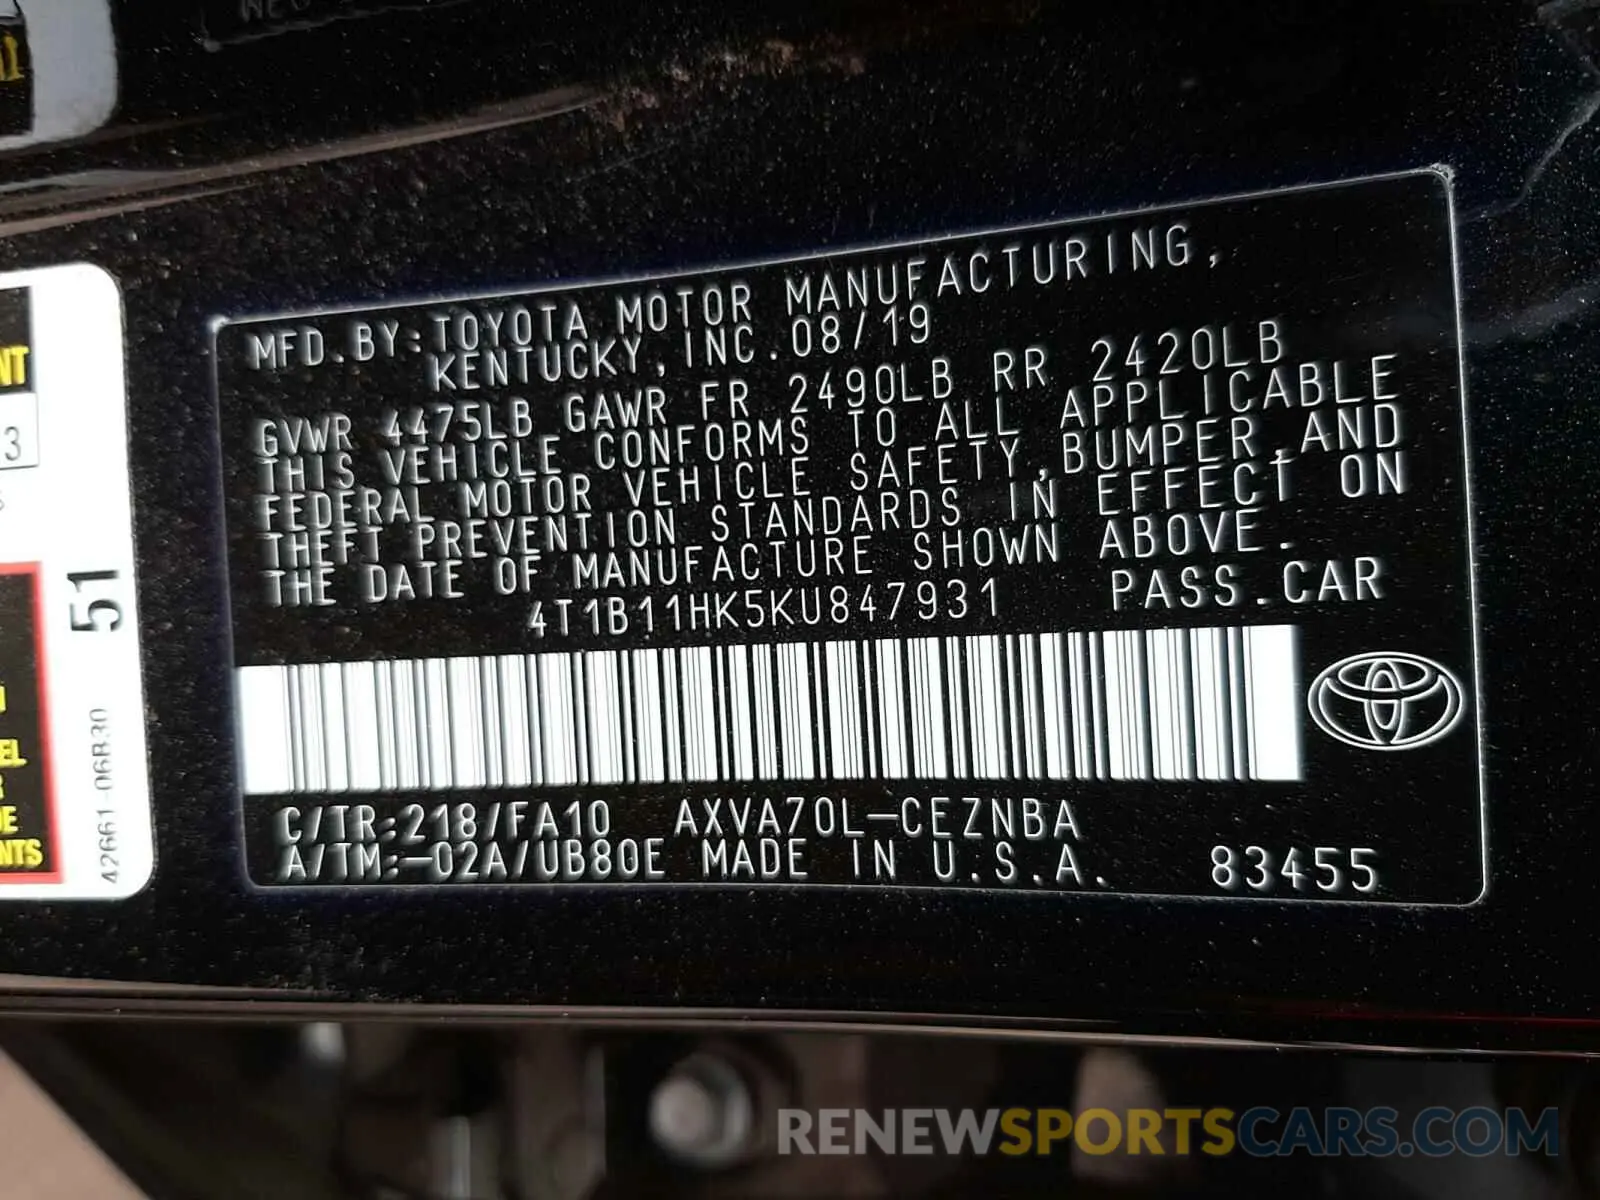 MFD.BY:TOYOTA MOTOR MANUFACTURING,
KENTUCKY,INC.08/19
GVWR 4475LB GAWR FR 2490LB RR 2420LB
THIS VEHICLE CONFORMS TO ALL APPLICABLE
FEDERAL MOTOR VEHICLE SAFETY,BUMPER,AND
THEFT PREVENTION STANDARDS IN EFFECT ON
THE DATE OF MANUFACTURE SHOWN ABOVE.
4T1B11HK5KU847931 PASS.CAR
C/TR:218/FA10 AXVA70L-CEZNBA
A/TM:-02A/UB80E MADE IN U.S.A. 83455
51
42661-06B30
RENEWSPORTSCARS.COM